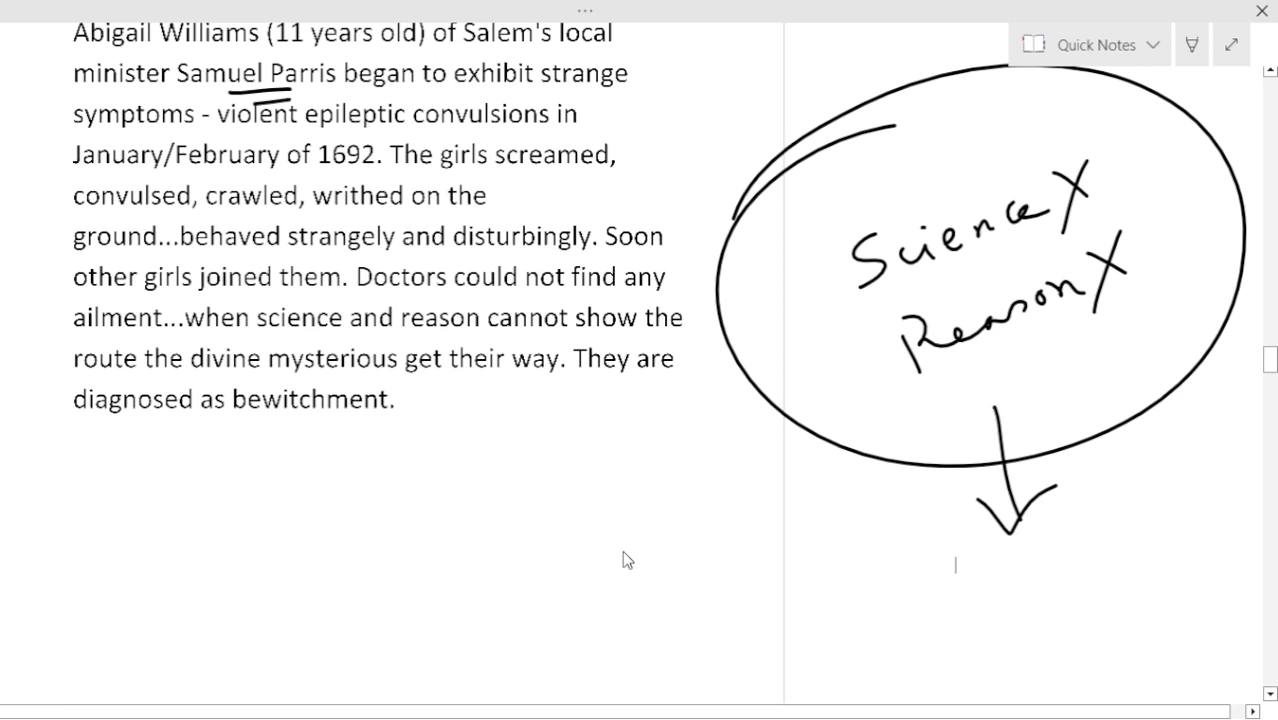 Quick Notes
Abigail Williams (11 years old) of Salem's local
minister Samuel Parris began to exhibit strange
symptoms - violent epileptic convulsions in
January/February of 1692. The girls screamed,
convulsed, crawled, writhed on the
ground...behaved strangely and disturbingly. Soon
other girls joined them. Doctors could not find any
ailment...when science and reason cannot show the
route the divine mysterious get their way. They are
diagnosed as bewitchment.
Science X
Reason X